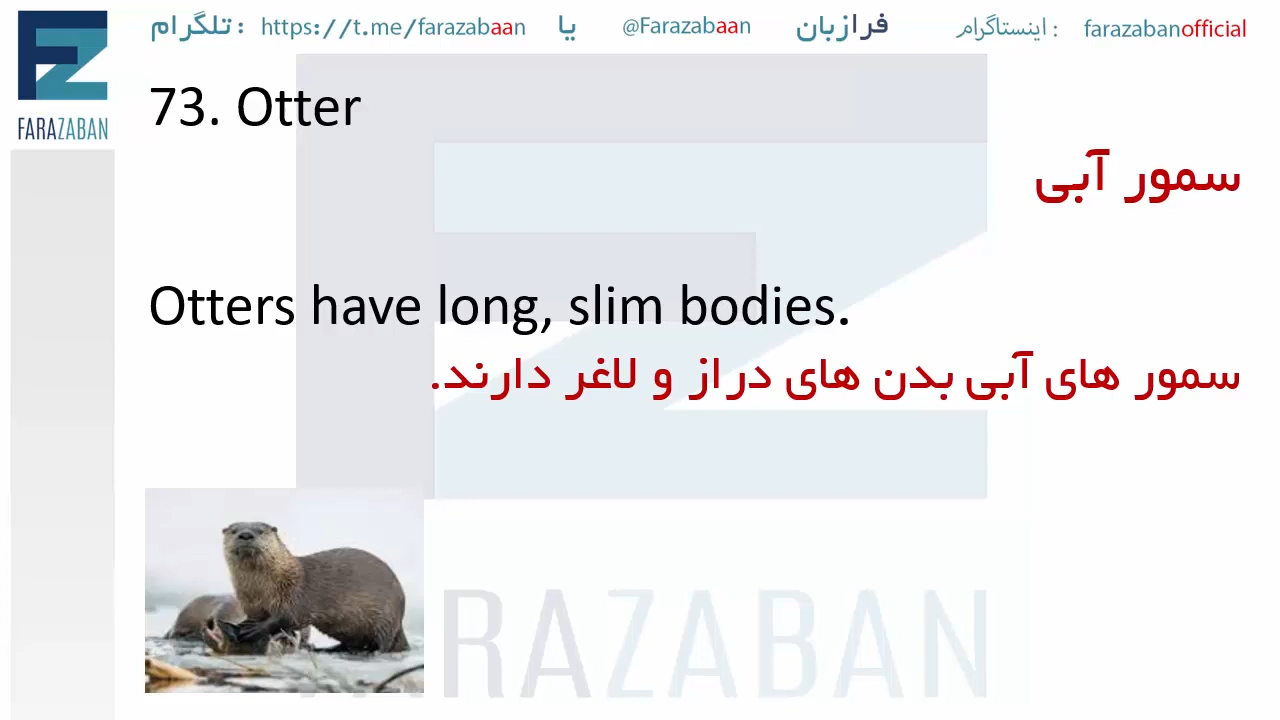 تلگرام : https://t.me/farazabaan یا @Farazabaan فرازبان اینستاگرام : farazabanofficial
FZ
FARAZABAN
73. Otter
سمور آبی
Otters have long, slim bodies.
سمور های آبی بدن های دراز و لاغر دارند.
FARAZABAN